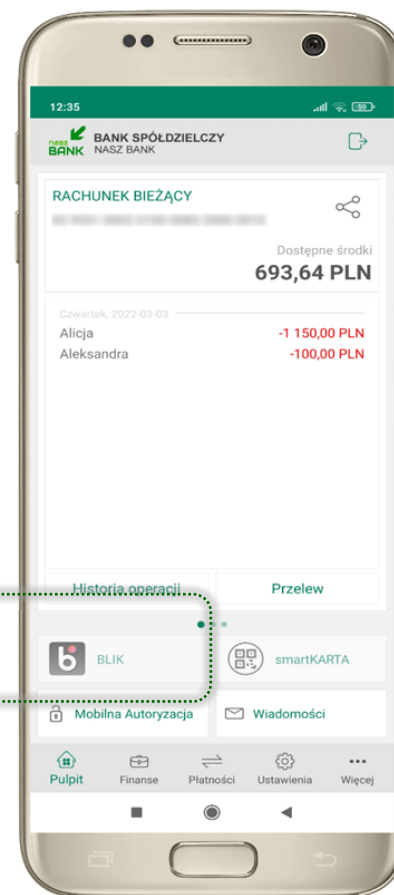 12:35
50
nasz BANK
BANK SPÓŁDZIELCZY
NASZ BANK
RACHUNEK BIEŻĄCY
Dostępne środki
693,64 PLN
Czwartek, 2022-03-03
Alicja -1 150,00 PLN
Aleksandra -100,00 PLN
Historia operacji Przelew
BLIK smartKARTA
Mobilna Autoryzacja Wiadomości
Pulpit Finanse Płatności Ustawienia Więcej